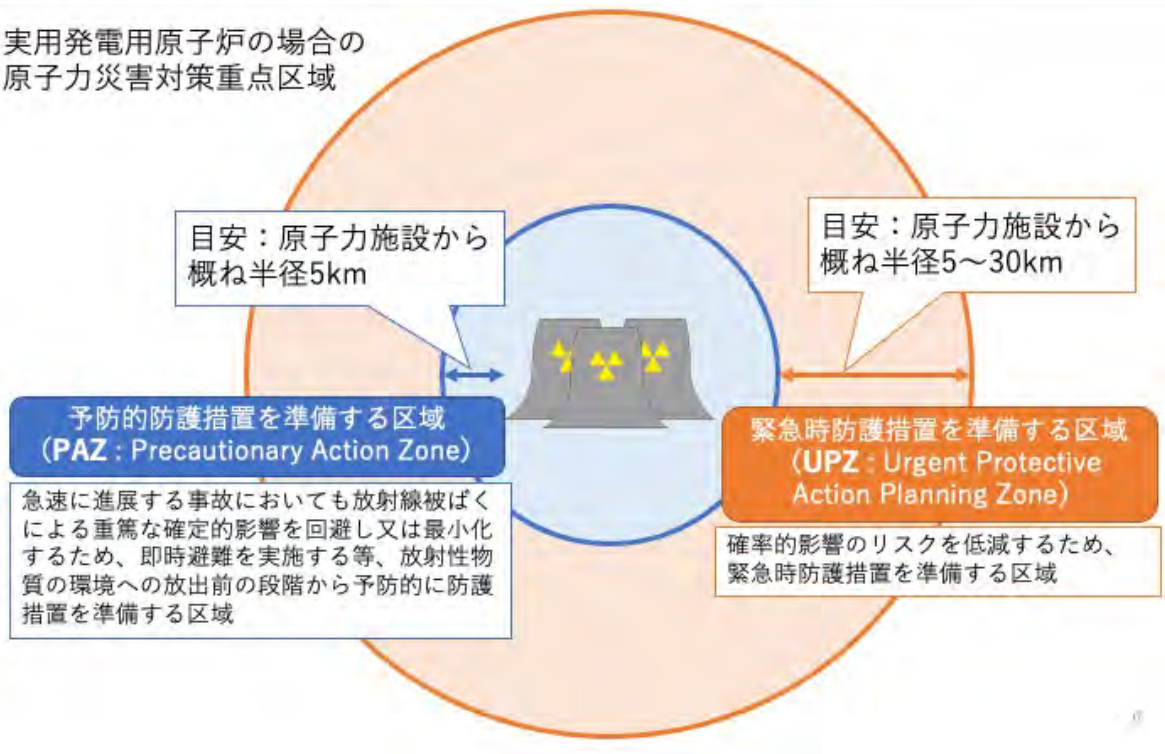 実用発電用原子炉の場合の
原子力災害対策重点区域
目安：原子力施設から
概ね半径5km
目安：原子力施設から
概ね半径5～30km
予防的防護措置を準備する区域
（PAZ : Precautionary Action Zone）
急速に進展する事故においても放射線被ばく
による重篤な確定的影響を回避し又は最小化
するため、即時避難を実施する等、放射性物
質の環境への放出前の段階から予防的に防護
措置を準備する区域
緊急時防護措置を準備する区域
（UPZ : Urgent Protective
Action Planning Zone）
確率的影響のリスクを低減するため、
緊急時防護措置を準備する区域